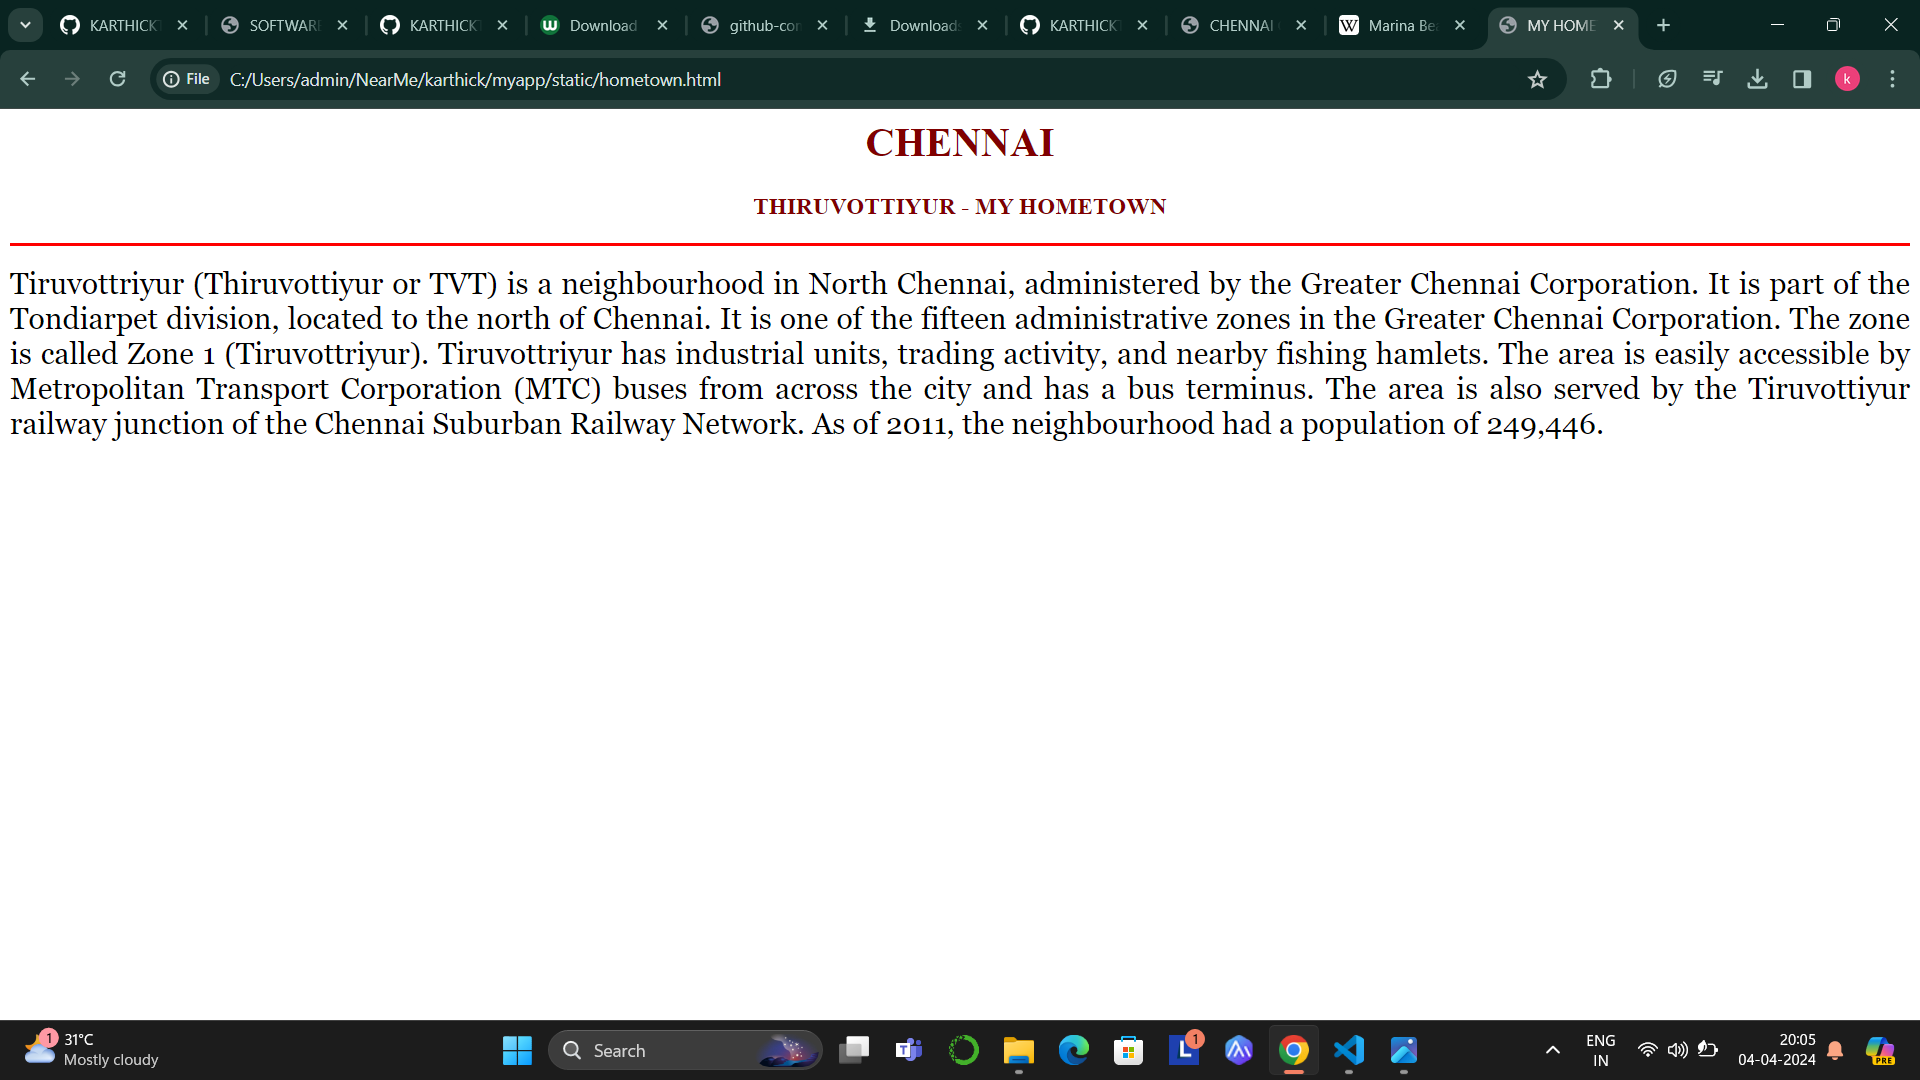 KARTHICK
SOFTWAR
KARTHICK
Download
github-con
Downloads
KARTHICK
CHENNAI
W Marina Be
MY HOME
File C:/Users/admin/NearMe/karthick/myapp/static/hometown.html
k
CHENNAI
THIRUVOTTIYUR - MY HOMETOWN
Tiruvottriyur (Thiruvottiyur or TVT) is a neighbourhood in North Chennai, administered by the Greater Chennai Corporation. It is part of the
Tondiarpet division, located to the north of Chennai. It is one of the fifteen administrative zones in the Greater Chennai Corporation. The zone
is called Zone 1 (Tiruvottriyur). Tiruvottriyur has industrial units, trading activity, and nearby fishing hamlets. The area is easily accessible by
Metropolitan Transport Corporation (MTC) buses from across the city and has a bus terminus. The area is also served by the Tiruvottiyur
railway junction of the Chennai Suburban Railway Network. As of 2011, the neighbourhood had a population of 249,446.
1 31°C
Mostly cloudy
Search
L 1
ENG
IN
20:05
04-04-2024
PRE